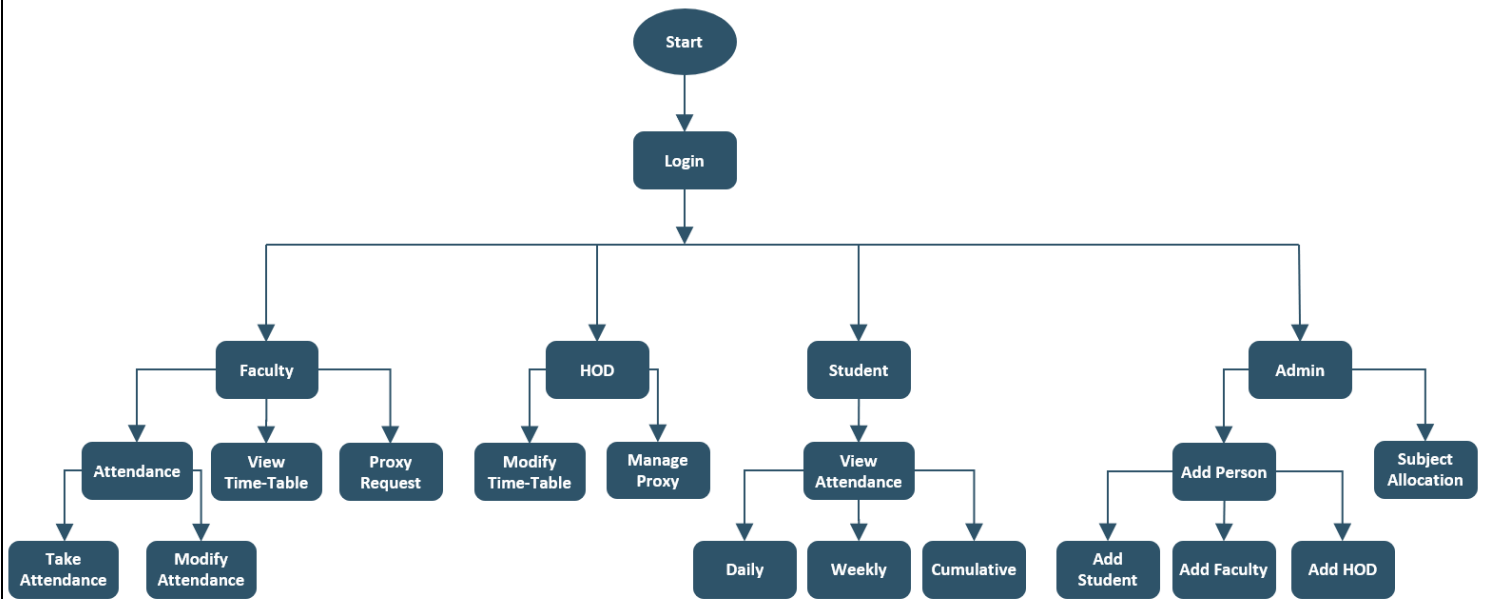 Start
Login
Faculty
HOD
Student
Admin
Attendance
View
Time-Table
Proxy
Request
Modify
Time-Table
Manage
Proxy
View
Attendance
Add Person
Subject
Allocation
Take
Attendance
Modify
Attendance
Daily
Weekly
Cumulative
Add
Student
Add Faculty
Add HOD